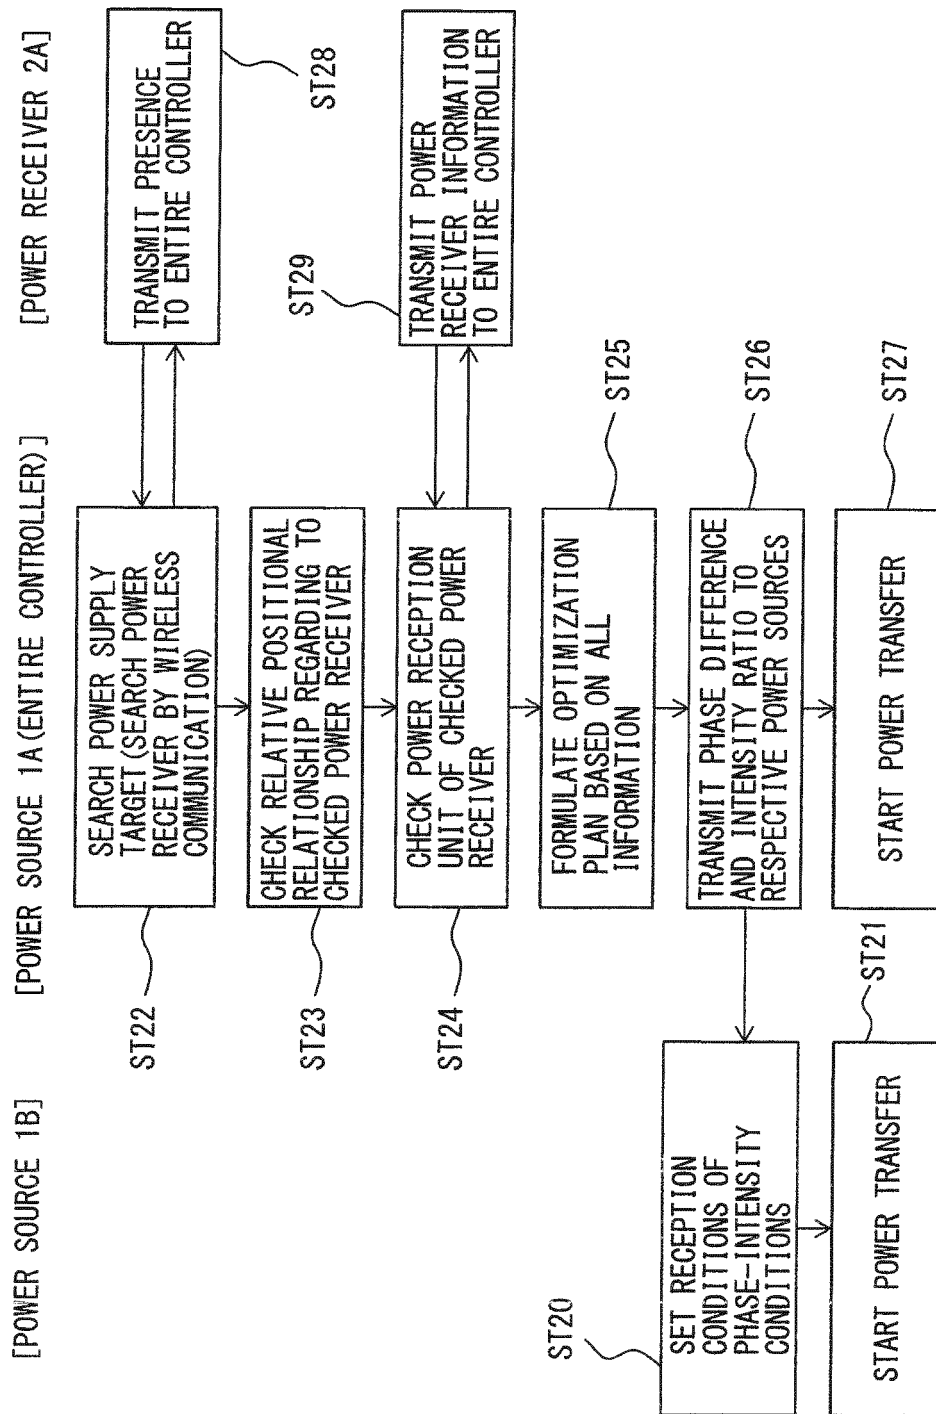 [POWER SOURCE 1B]
[POWER SOURCE 1A(ENTIRE CONTROLLER)]
[POWER RECEIVER 2A]
ST22
SEARCH POWER SUPPLY
TARGET(SEARCH POWER
RECEIVER BY WIRELESS
COMMUNICATION)
TRANSMIT PRESENCE
TO ENTIRE CONTROLLER
ST28
ST23
CHECK RELATIVE POSITIONAL
RELATIONSHIP REGARDING TO
CHECKED POWER RECEIVER
ST24
CHECK POWER RECEPTION
UNIT OF CHECKED POWER
RECEIVER
ST29
TRANSMIT POWER
RECEIVER INFORMATION
TO ENTIRE CONTROLLER
FORMULATE OPTIMIZATION
PLAN BASED ON ALL
INFORMATION
ST25
ST20
SET RECEPTION
CONDITIONS OF
PHASE-INTENSITY
CONDITIONS
TRANSMIT PHASE DIFFERENCE
AND INTENSITY RATIO TO
RESPECTIVE POWER SOURCES
ST26
START POWER TRANSFER
ST21
START POWER TRANSFER
ST27